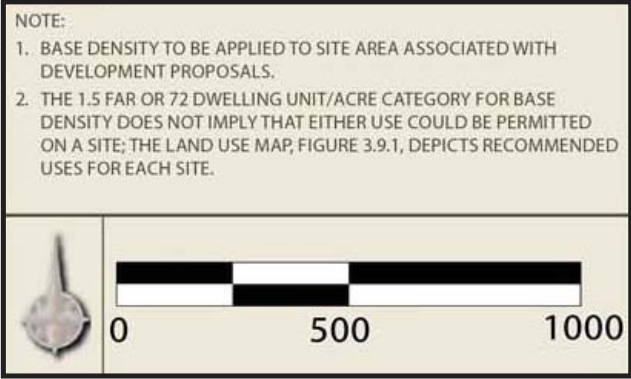 NOTE:
1. BASE DENSITY TO BE APPLIED TO SITE AREA ASSOCIATED WITH
DEVELOPMENT PROPOSALS.
2. THE 1.5 FAR OR 72 DWELLING UNIT/ACRE CATEGORY FOR BASE
DENSITY DOES NOT IMPLY THAT EITHER USE COULD BE PERMITTED
ON A SITE; THE LAND USE MAP, FIGURE 3.9.1, DEPICTS RECOMMENDED
USES FOR EACH SITE.
0 500 1000